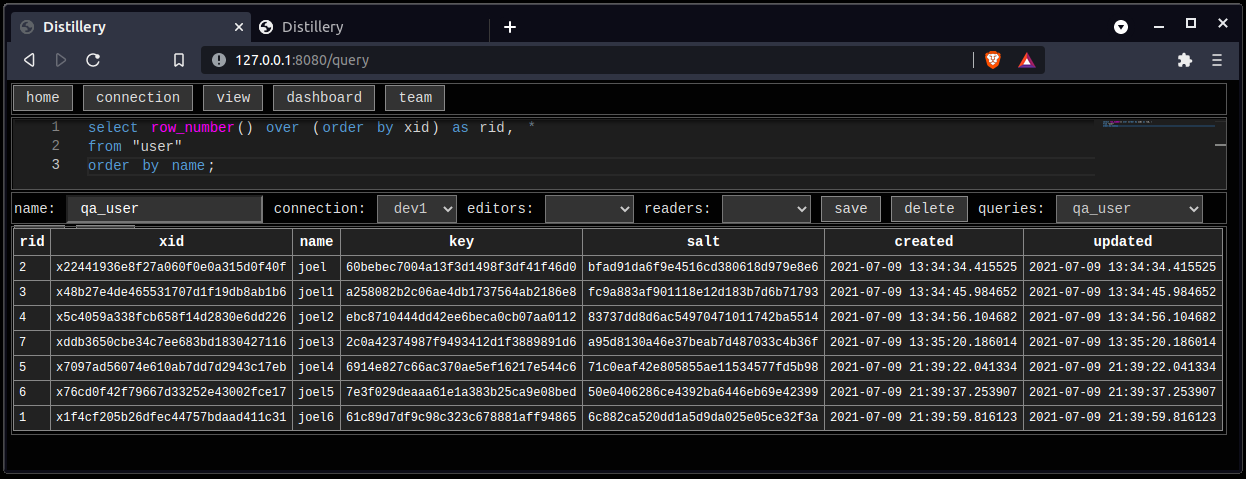 Distillery
Distillery
127.0.0.1:8080/query
home connection view dashboard team
1 select row_number() over (order by xid) as rid, *
2 from "user"
3 order by name;
name: qa_user connection: dev1 editors: readers: save delete queries: qa_user
rid xid name key salt created updated
2 x22441936e8f27a060f0e0a315d0f40f joel 60bebec7004a13f3d1498f3df41f46d0 bfad91da6f9e4516cd380618d979e8e6 2021-07-09 13:34:34.415525 2021-07-09 13:34:34.415525
3 x48b27e4de465531707d1f19db8ab1b6 joel1 a258082b2c06ae4db1737564ab2186e8 fc9a883af901118e12d183b7d6b71793 2021-07-09 13:34:45.984652 2021-07-09 13:34:45.984652
4 x5c4059a338fcb658f14d2830e6dd226 joel2 ebc8710444dd42ee6beca0cb07aa0112 83737dd8d6ac54970471011742ba5514 2021-07-09 13:34:56.104682 2021-07-09 13:34:56.104682
7 xddb3650cbe34c7ee683bd1830427116 joel3 2c0a42374987f9493412d1f3889891d6 a95d8130a46e37beab7d487033c4b36f 2021-07-09 13:35:20.186014 2021-07-09 13:35:20.186014
5 x7097ad56074e610ab7dd7d2943c17eb joel4 6914e827c66ac370ae5ef16217e544c6 71c0eaf42e805855ae11534577fd5b98 2021-07-09 21:39:22.041334 2021-07-09 21:39:22.041334
6 x76cd0f42f79667d33252e43002fce17 joel5 7e3f029deaaa61e1a383b25ca9e08bed 50e0406286ce4392ba6446eb69e42399 2021-07-09 21:39:37.253907 2021-07-09 21:39:37.253907
1 x1f4cf205b26dfec44757bdaad411c31 joel6 61c89d7df9c98c323c678881aff94865 6c882ca520dd1a5d9da025e05ce32f3a 2021-07-09 21:39:59.816123 2021-07-09 21:39:59.816123